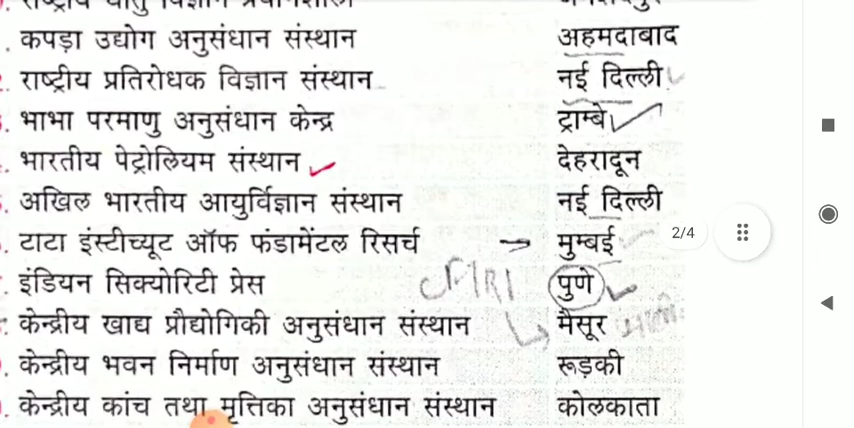 कपड़ा उद्योग अनुसंधान संस्थान अहमदाबाद
राष्ट्रीय प्रतिरोधक विज्ञान संस्थान नई दिल्ली
भाभा परमाणु अनुसंधान केन्द्र ट्राम्बे
भारतीय पेट्रोलियम संस्थान देहरादून
अखिल भारतीय आयुर्विज्ञान संस्थान नई दिल्ली
टाटा इंस्टीच्यूट ऑफ फंडामेंटल रिसर्च → मुम्बई 2/4
इंडियन सिक्योरिटी प्रेस पुणे
केन्द्रीय खाद्य प्रौद्योगिकी अनुसंधान संस्थान मैसूर
केन्द्रीय भवन निर्माण अनुसंधान संस्थान रूड़की
केन्द्रीय कांच तथा मृत्तिका अनुसंधान संस्थान कोलकाता